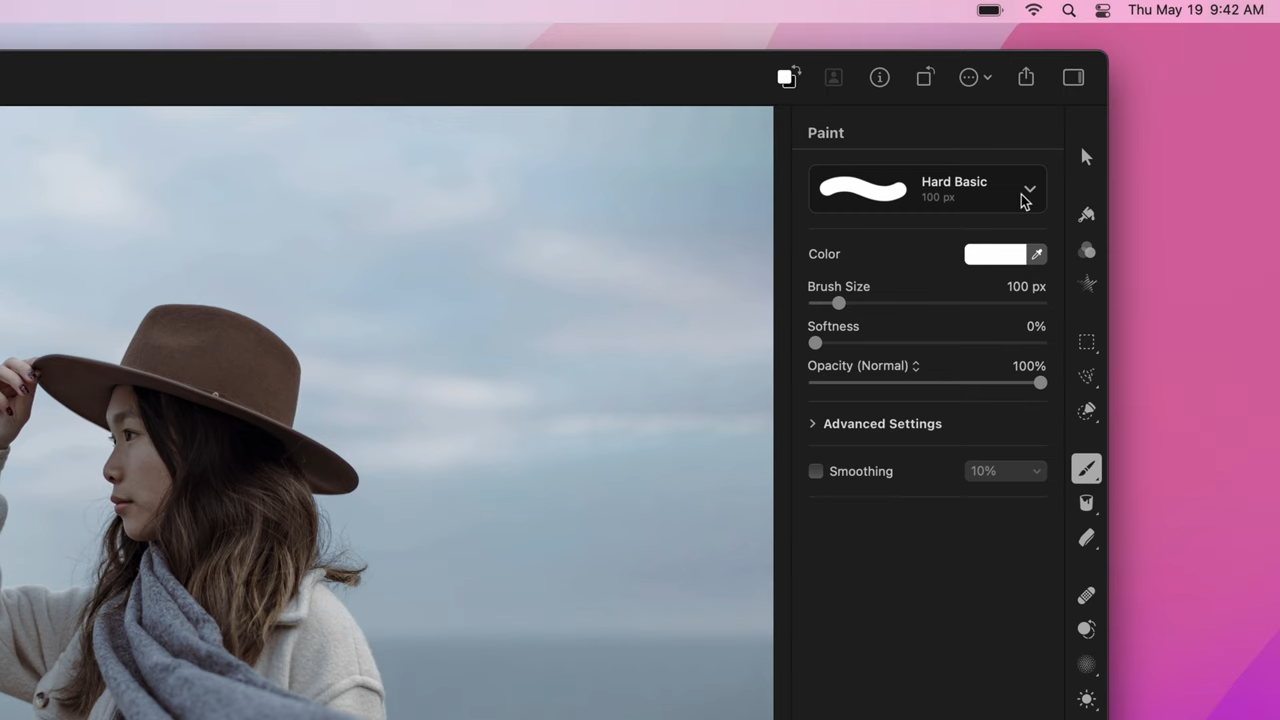 Thu May 19 9:42 AM
Paint
Hard Basic
100 px
Color
Brush Size 100 px
Softness 0%
Opacity (Normal) 100%
Advanced Settings
Smoothing 10%